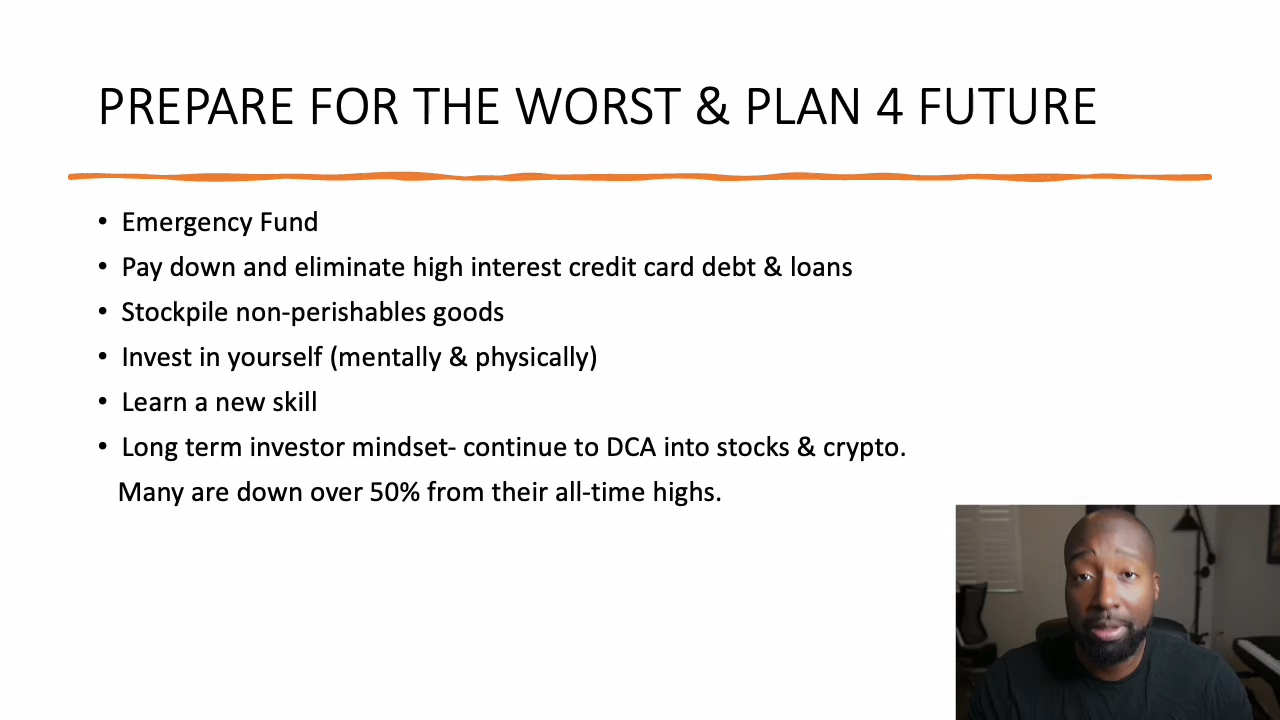 PREPARE FOR THE WORST & PLAN 4 FUTURE
• Emergency Fund
• Pay down and eliminate high interest credit card debt & loans
• Stockpile non-perishables goods
• Invest in yourself (mentally & physically)
• Learn a new skill
• Long term investor mindset- continue to DCA into stocks & crypto.
Many are down over 50% from their all-time highs.